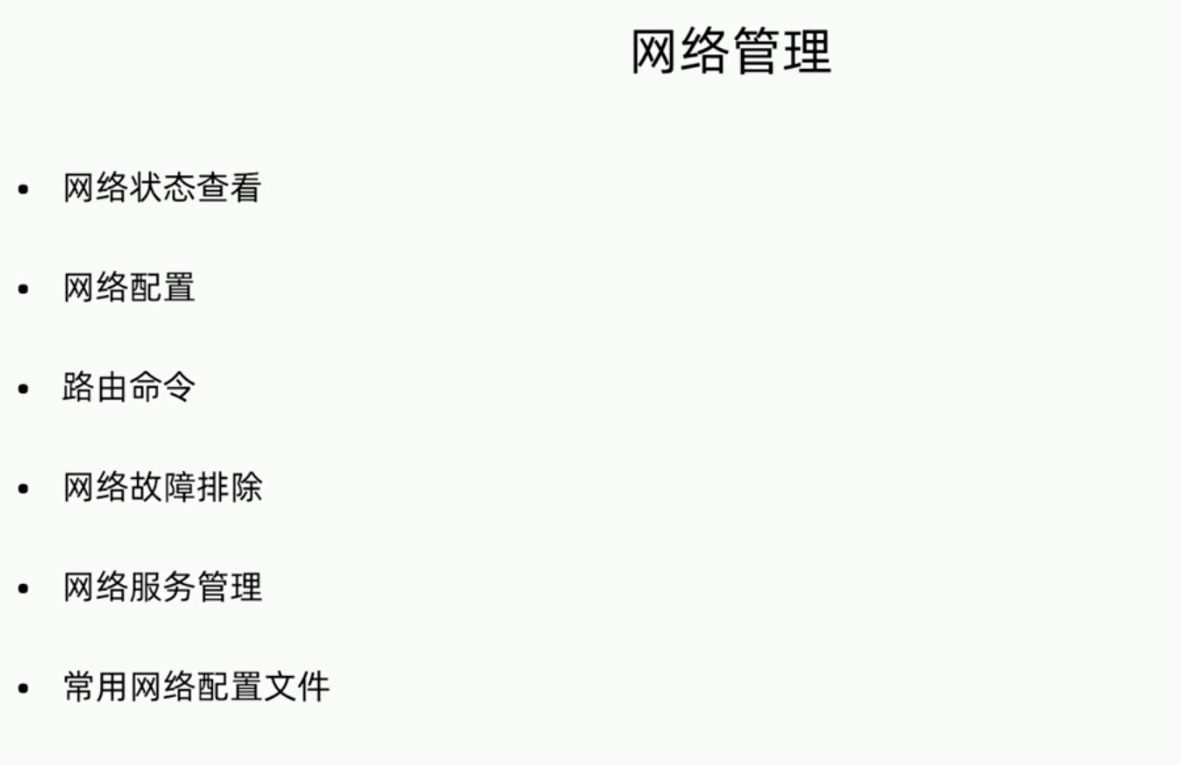 网络管理
• 网络状态查看
• 网络配置
• 路由命令
• 网络故障排除
• 网络服务管理
• 常用网络配置文件